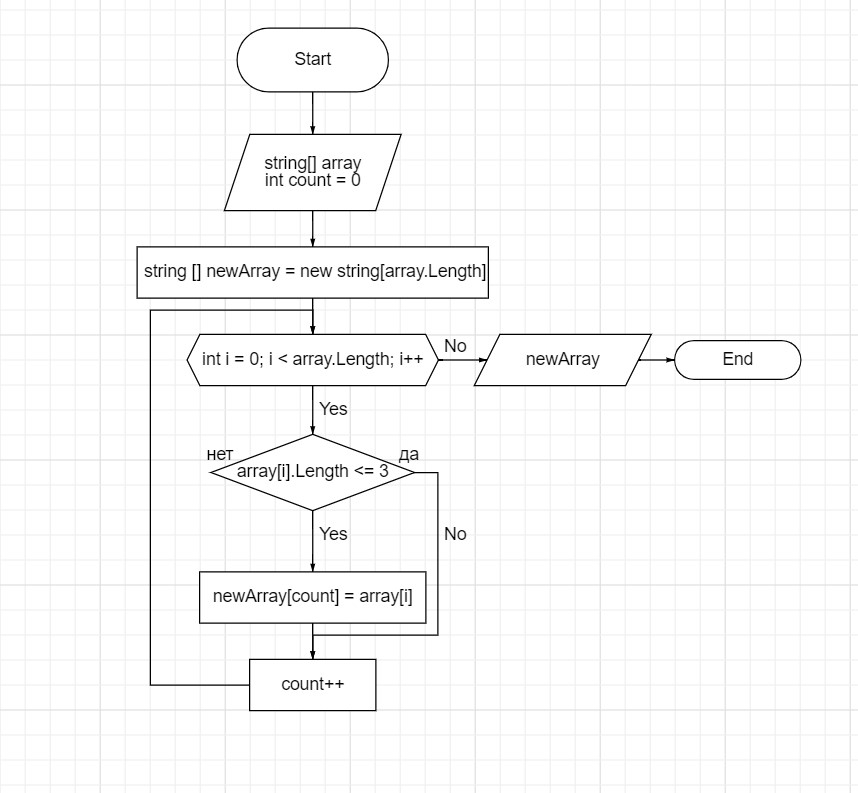 Start
string[] array
int count = 0
string [] newArray = new string[array.Length]
int i = 0; i < array.Length; i++
No
newArray
End
Yes
нет
да
array[i].Length <= 3
Yes
No
newArray[count] = array[i]
count++